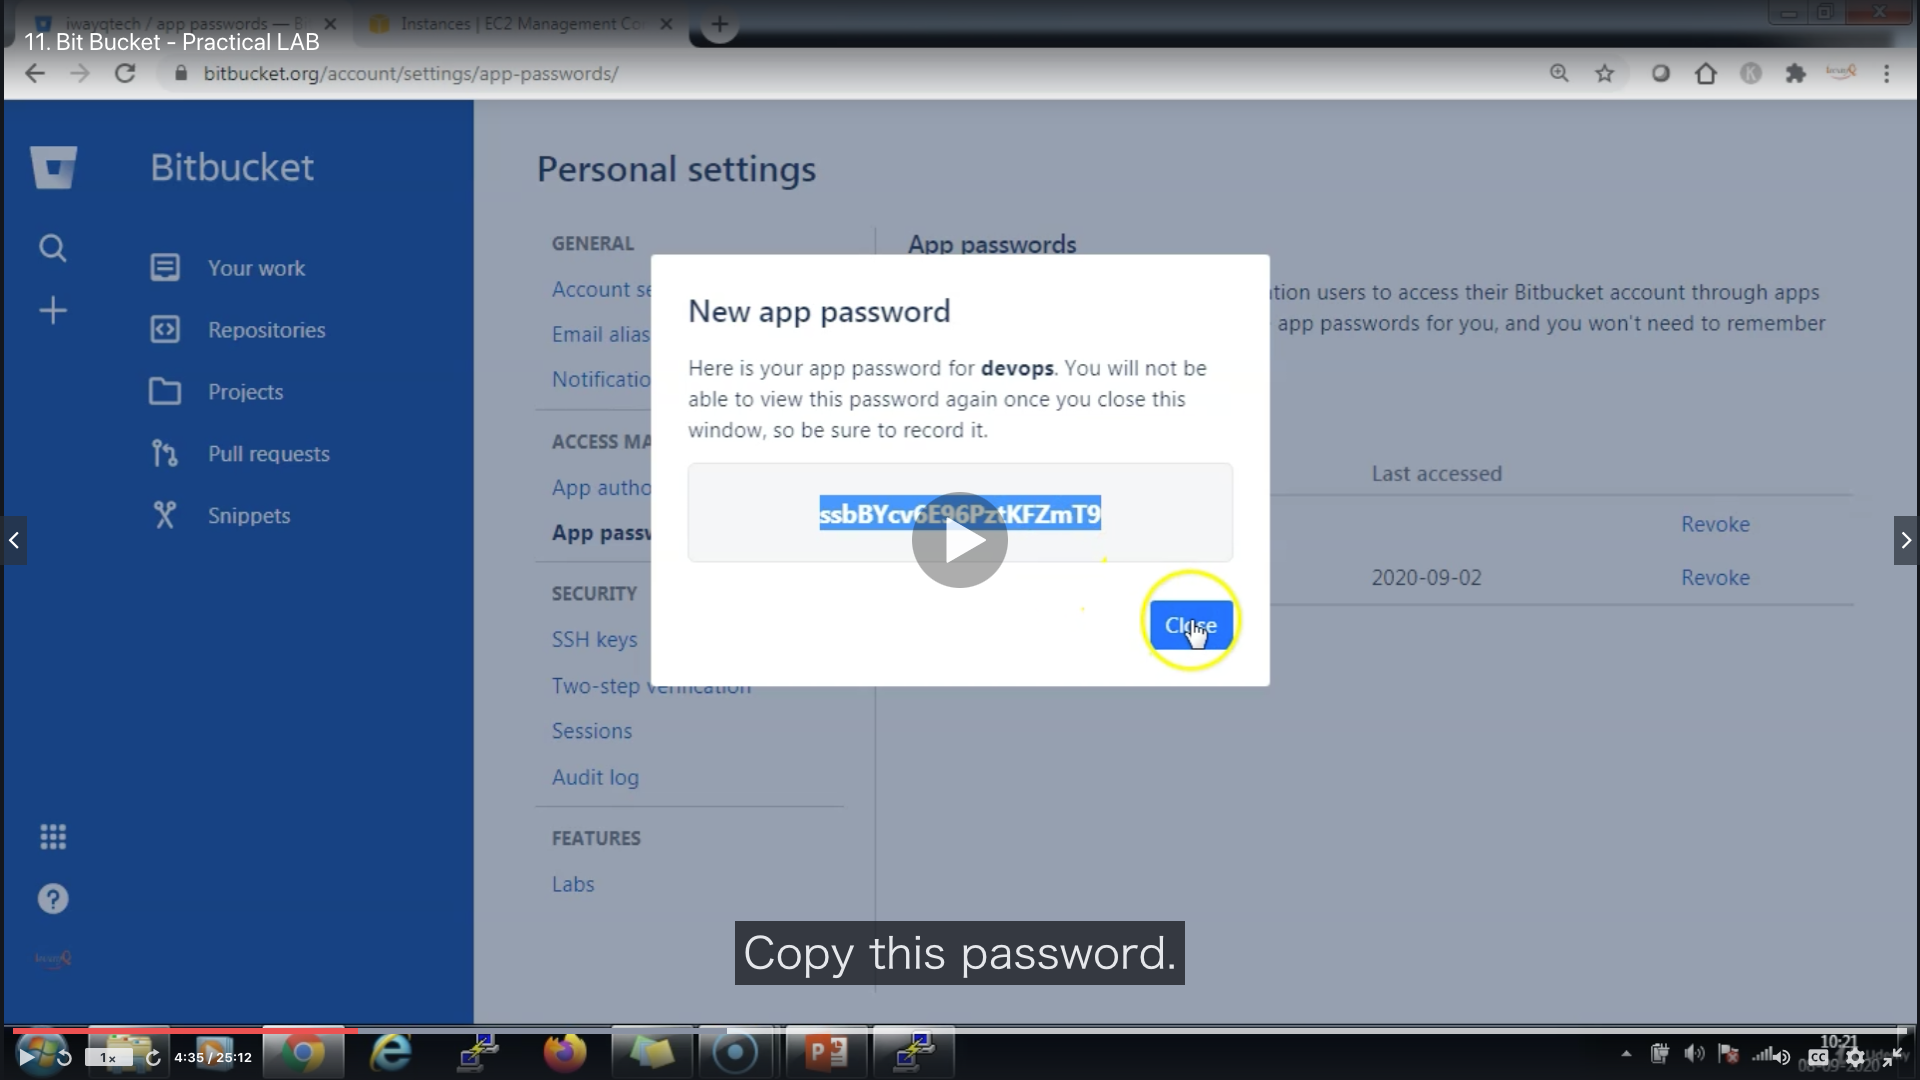 iwayqtech / app passwords — B
Instances | EC2 Management Co
11. Bit Bucket - Practical LAB
bitbucket.org/account/settings/app-passwords/
Bitbucket
Your work
Repositories
Projects
Pull requests
Snippets
Personal settings
GENERAL
Account se
Email alias
Notificatio
ACCESS MA
App autho
App passw
SECURITY
SSH keys
Two-step verification
Sessions
Audit log
FEATURES
Labs
App passwords
tion users to access their Bitbucket account through apps
app passwords for you, and you won't need to remember
Last accessed
Revoke
2020-09-02 Revoke
New app password
Here is your app password for devops. You will not be
able to view this password again once you close this
window, so be sure to record it.
ssbBYcv6E96PztKFZmT9
Close
Copy this password.
1x
4:35 / 25:12
10:21
CC